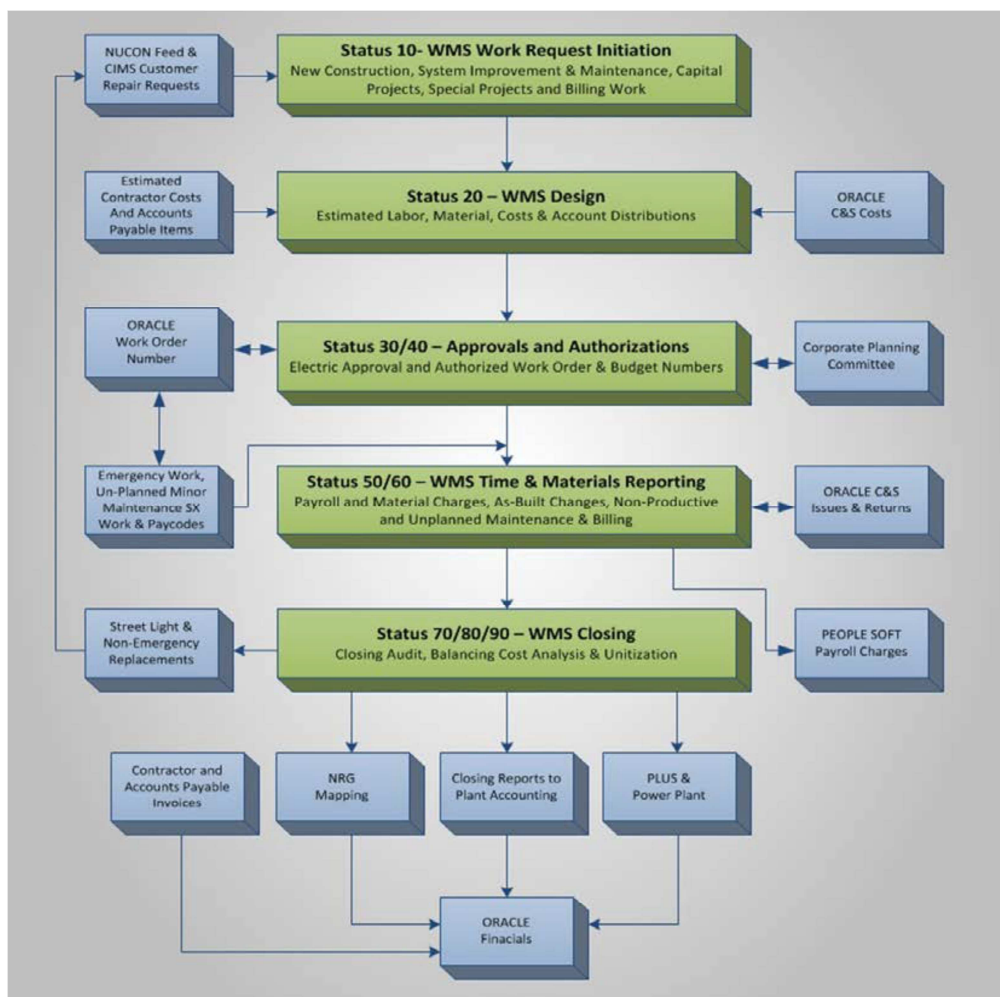 NUCON Feed &
CIMS Customer
Repair Requests
Status 10- WMS Work Request Initiation
New Construction, System Improvement & Maintenance, Capital
Projects, Special Projects and Billing Work
Estimated
Contractor Costs
And Accounts
Payable Items
Status 20 – WMS Design
Estimated Labor, Material, Costs & Account Distributions
ORACLE
C&S Costs
ORACLE
Work Order
Number
Status 30/40 – Approvals and Authorizations
Electric Approval and Authorized Work Order & Budget Numbers
Corporate Planning
Committee
Emergency Work,
Un-Planned Minor
Maintenance SX
Work & Paycodes
Status 50/60 – WMS Time & Materials Reporting
Payroll and Material Charges, As-Built Changes, Non-Productive
and Unplanned Maintenance & Billing
ORACLE C&S
Issues & Returns
Street Light &
Non-Emergency
Replacements
Status 70/80/90 – WMS Closing
Closing Audit, Balancing Cost Analysis & Unitization
PEOPLE SOFT
Payroll Charges
Contractor and
Accounts Payable
Invoices
NRG
Mapping
Closing Reports to
Plant Accounting
PLUS &
Power Plant
ORACLE
Finacials